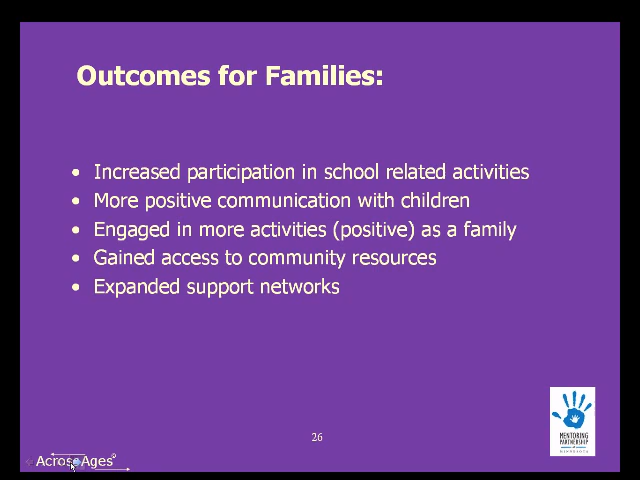 Outcomes for Families:
• Increased participation in school related activities
• More positive communication with children
• Engaged in more activities (positive) as a family
• Gained access to community resources
• Expanded support networks
MENTORING
PARTNERSHIP
MINNESOTA
26
Across Ages®